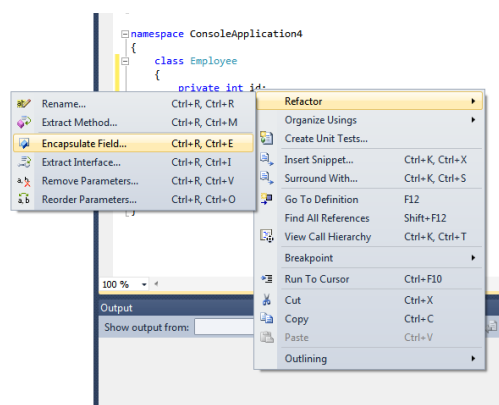 namespace ConsoleApplication4
{
class Employee
{
private int id;
Rename... Ctrl+R, Ctrl+R
Extract Method... Ctrl+R, Ctrl+M
Encapsulate Field... Ctrl+R, Ctrl+E
Extract Interface... Ctrl+R, Ctrl+I
Remove Parameters... Ctrl+R, Ctrl+V
Reorder Parameters... Ctrl+R, Ctrl+O
Refactor
Organize Usings
Create Unit Tests...
Insert Snippet... Ctrl+K, Ctrl+X
Surround With... Ctrl+K, Ctrl+S
Go To Definition F12
Find All References Shift+F12
View Call Hierarchy Ctrl+K, Ctrl+T
Breakpoint
Run To Cursor Ctrl+F10
Cut Ctrl+X
Copy Ctrl+C
Paste Ctrl+V
Outlining
}
100 %
Output
Show output from: